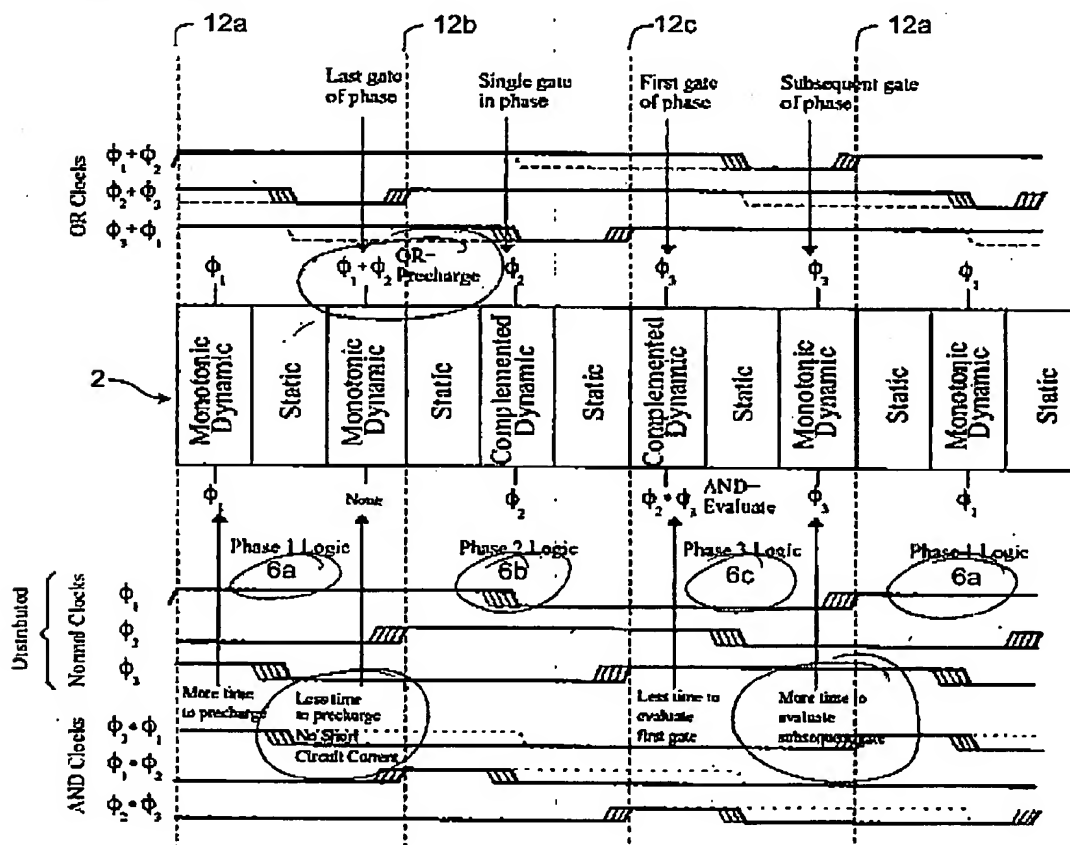 12a 12b 12c 12a
Last gate of phase
Single gate in phase
First gate of phase
Subsequent gate of phase
OR Clocks
ϕ1 + ϕ2
ϕ2 + ϕ3
ϕ3 + ϕ1
ϕ1 ϕ1 + ϕ2 OR-Precharge ϕ2 ϕ3 ϕ3 ϕ1
2
Monotonic Dynamic
Static
Monotonic Dynamic
Static
Complemented Dynamic
Static
Complemented Dynamic
Static
Monotonic Dynamic
Static
Monotonic Dynamic
Static
ϕ1 None ϕ2 AND-Evaluate ϕ3 ϕ1
Phase 1 Logic Phase 2 Logic Phase 3 Logic Phase 1 Logic
6a 6b 6c 6a
Distributed
Normal Clocks
ϕ1
ϕ3
More time to precharge
Less time to precharge
No Short Circuit Current
Less time to evaluate first gate
More time to evaluate subsequent gate
AND Clocks
ϕ3 • ϕ1
ϕ1 • ϕ2
ϕ2 • ϕ3